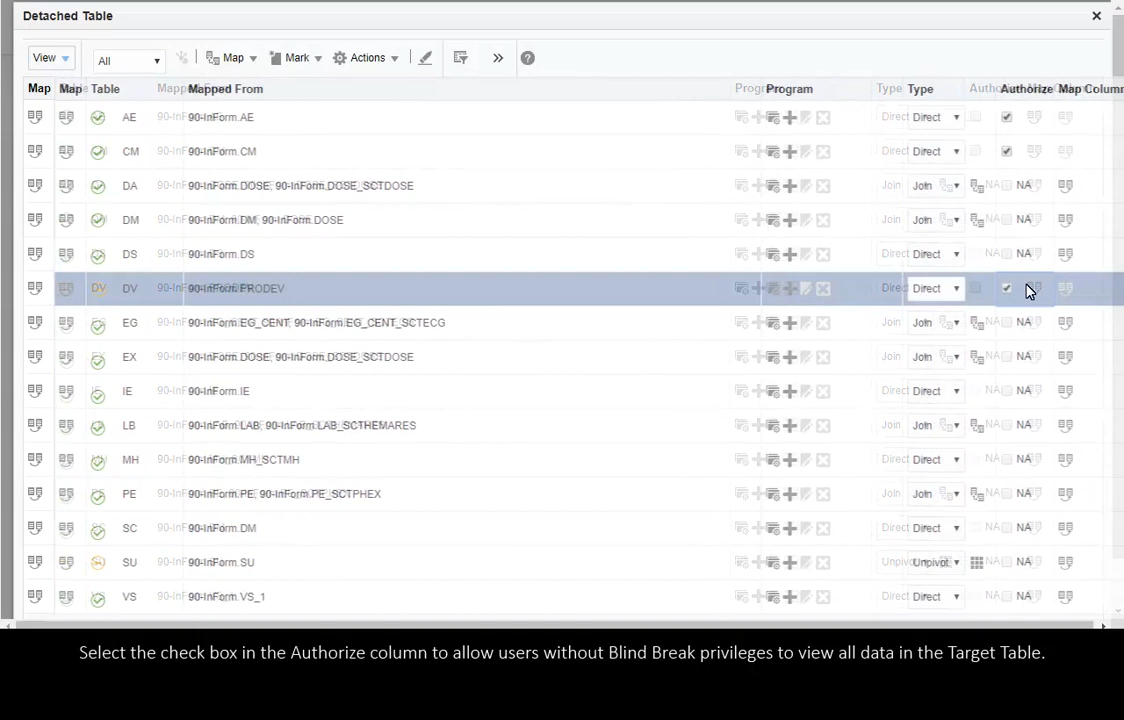 Detached Table
View All Map Mark Actions
Map Map Table Mapped From Program Type Authorize Map Column
AE 90-InForm.AE Direct
CM 90-InForm.CM Direct
DA 90-InForm.DOSE, 90-InForm.DOSE_SCTDOSE Join NA
DM 90-InForm.DM, 90-InForm.DOSE Join NA
DS 90-InForm.DS Direct NA
DV 90-InForm.PRODEV Direct
EG 90-InForm.EG_CENT, 90-InForm.EG_CENT_SCTECG Join NA
EX 90-InForm.DOSE, 90-InForm.DOSE_SCTDOSE Join NA
IE 90-InForm.IE Direct NA
LB 90-InForm.LAB, 90-InForm.LAB_SCTHEMARES Join NA
MH 90-InForm.MH_SCTMH Direct NA
PE 90-InForm.PE, 90-InForm.PE_SCTPHEX Join NA
SC 90-InForm.DM Direct NA
SU 90-InForm.SU Unpivot NA
VS 90-InForm.VS_1 Direct NA
Select the check box in the Authorize column to allow users without Blind Break privileges to view all data in the Target Table.